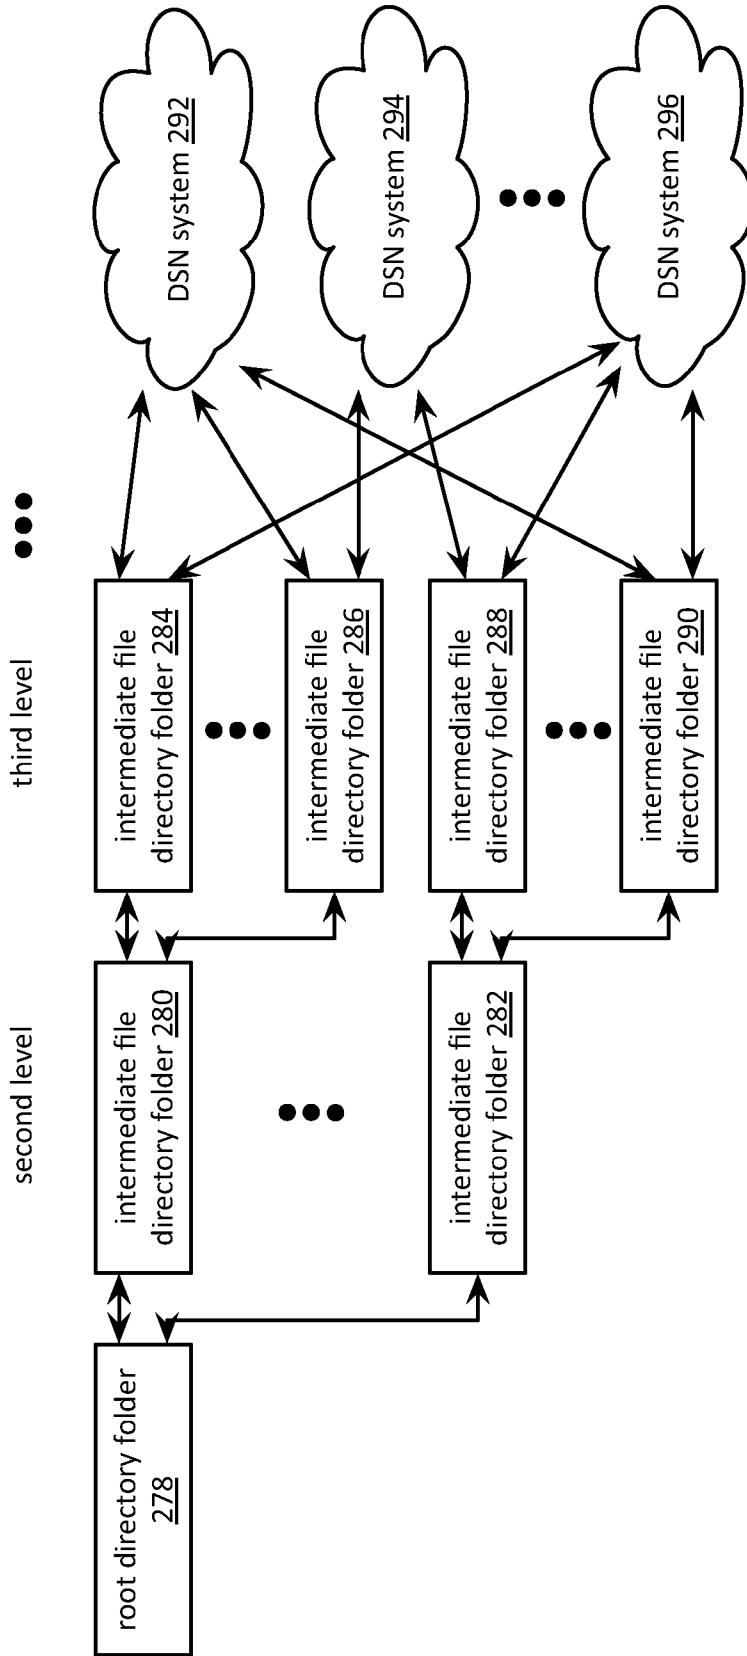 second level
third level
root directory folder
278
intermediate file
directory folder 280
intermediate file
directory folder 282
intermediate file
directory folder 284
intermediate file
directory folder 286
intermediate file
directory folder 288
intermediate file
directory folder 290
DSN system 292
DSN system 294
DSN system 296